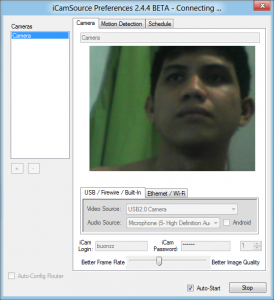 iCamSource Preferences 2.4.4 BETA - Connecting ...
Cameras
Camera
Camera Motion Detection Schedule
Camera
USB / Firewire / Built-In Ethernet / Wi-Fi
Video Source: USB2.0 Camera
Audio Source: Microphone (5- High Definition Au Android
iCam Login: buonzz iCam Password: ****** 1
Better Frame Rate Better Image Quality
Auto-Config Router
Auto-Start Stop